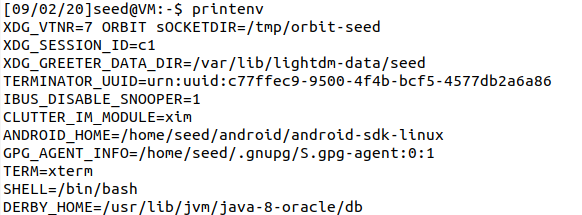 [09/02/20]seed@VM:-$ printenv
XDG_VTNR=7 ORBIT sOCKETDIR=/tmp/orbit-seed
XDG_SESSION_ID=c1
XDG_GREETER_DATA_DIR=/var/lib/lightdm-data/seed
TERMINATOR_UUID=urn:uuid:c77ffec9-9500-4f4b-bcf5-4577db2a6a86
IBUS_DISABLE_SNOOPER=1
CLUTTER_IM_MODULE=xim
ANDROID_HOME=/home/seed/android/android-sdk-linux
GPG_AGENT_INFO=/home/seed/.gnupg/S.gpg-agent:0:1
TERM=xterm
SHELL=/bin/bash
DERBY_HOME=/usr/lib/jvm/java-8-oracle/db